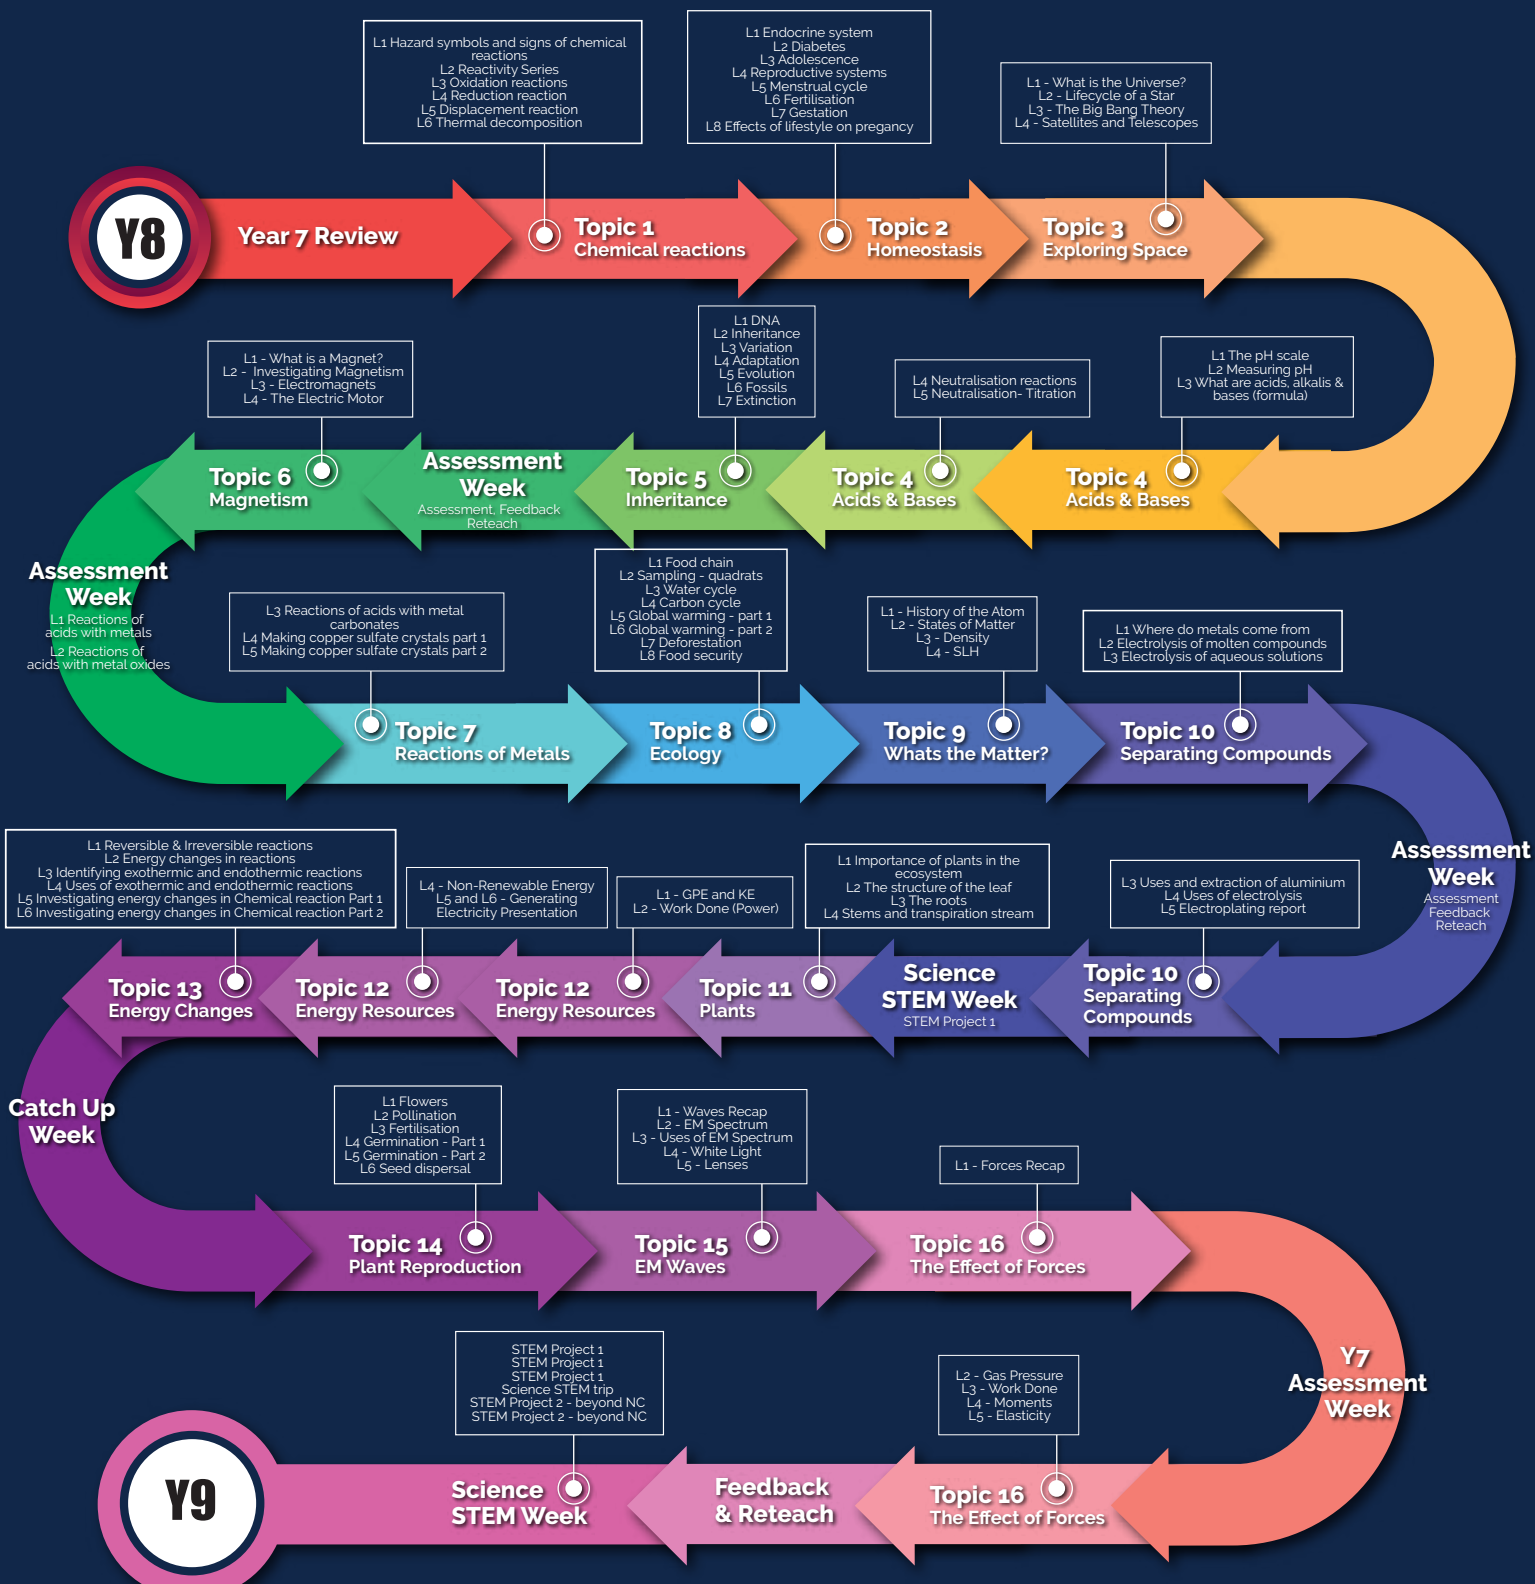 L1 Hazard symbols and signs of chemical
reactions
L2 Reactivity Series
L3 Oxidation reactions
L4 Reduction reaction
L5 Displacement reaction
L6 Thermal decomposition
L1 Endocrine system
L2 Diabetes
L3 Adolescence
L4 Reproductive systems
L5 Menstrual cycle
L6 Fertilisation
L7 Gestation
L8 Effects of lifestyle on pregancy
L1 - What is the Universe?
L2 - Lifecycle of a Star
L3 - The Big Bang Theory
L4 - Satellites and Telescopes
Y8
Year 7 Review
Topic 1
Chemical reactions
Topic 2
Homeostasis
Topic 3
Exploring Space
L1 The pH scale
L2 Measuring pH
L3 What are acids, alkalis &
bases (formula)
L4 Neutralisation reactions
L5 Neutralisation- Titration
L1 DNA
L2 Inheritance
L3 Variation
L4 Adaptation
L5 Evolution
L6 Fossils
L7 Extinction
L1 - What is a Magnet?
L2 - Investigating Magnetism
L3 - Electromagnets
L4 - The Electric Motor
Topic 4
Acids & Bases
Topic 4
Acids & Bases
Topic 5
Inheritance
Assessment
Week
Assessment, Feedback
Reteach
Topic 6
Magnetism
Assessment
Week
L1 Reactions of
acids with metals
L2 Reactions of
acids with metal oxides
L3 Reactions of acids with metal
carbonates
L4 Making copper sulfate crystals part 1
L5 Making copper sulfate crystals part 2
L1 Food chain
L2 Sampling - quadrats
L3 Water cycle
L4 Carbon cycle
L5 Global warming - part 1
L6 Global warming - part 2
L7 Deforestation
L8 Food security
L1 - History of the Atom
L2 - States of Matter
L3 - Density
L4 - SLH
L1 Where do metals come from
L2 Electrolysis of molten compounds
L3 Electrolysis of aqueous solutions
Topic 7
Reactions of Metals
Topic 8
Ecology
Topic 9
Whats the Matter?
Topic 10
Separating Compounds
Assessment
Week
Assessment
Feedback
Reteach
L3 Uses and extraction of aluminium
L4 Uses of electrolysis
L5 Electroplating report
L1 Importance of plants in the
ecosystem
L2 The structure of the leaf
L3 The roots
L4 Stems and transpiration stream
L1 - GPE and KE
L2 - Work Done (Power)
L4 - Non-Renewable Energy
L5 and L6 - Generating
Electricity Presentation
L1 Reversible & Irreversible reactions
L2 Energy changes in reactions
L3 Identifying exothermic and endothermic reactions
L4 Uses of exothermic and endothermic reactions
L5 Investigating energy changes in Chemical reaction Part 1
L6 Investigating energy changes in Chemical reaction Part 2
Topic 10
Separating
Compounds
Science
STEM Week
STEM Project 1
Topic 11
Plants
Topic 12
Energy Resources
Topic 12
Energy Resources
Topic 13
Energy Changes
Catch Up
Week
L1 Flowers
L2 Pollination
L3 Fertilisation
L4 Germination - Part 1
L5 Germination - Part 2
L6 Seed dispersal
L1 - Waves Recap
L2 - EM Spectrum
L3 - Uses of EM Spectrum
L4 - White Light
L5 - Lenses
L1 - Forces Recap
Topic 14
Plant Reproduction
Topic 15
EM Waves
Topic 16
The Effect of Forces
Y7
Assessment
Week
L2 - Gas Pressure
L3 - Work Done
L4 - Moments
L5 - Elasticity
STEM Project 1
STEM Project 1
STEM Project 1
Science STEM trip
STEM Project 2 - beyond NC
STEM Project 2 - beyond NC
Topic 16
The Effect of Forces
Feedback
& Reteach
Science
STEM Week
Y9